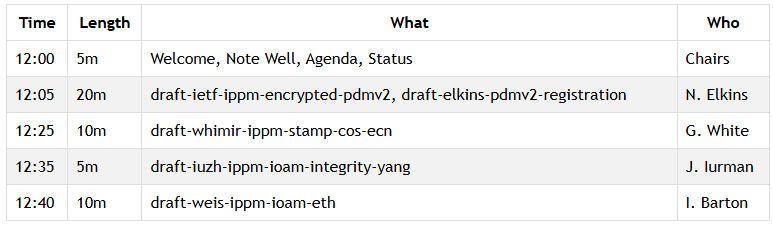 Time Length What Who
12:00 5m Welcome, Note Well, Agenda, Status Chairs
12:05 20m draft-ietf-ippm-encrypted-pdmv2, draft-elkins-pdmv2-registration N. Elkins
12:25 10m draft-whimir-ippm-stamp-cos-ecn G. White
12:35 5m draft-iuzh-ippm-ioam-integrity-yang J. Iurman
12:40 10m draft-weis-ippm-ioam-eth I. Barton